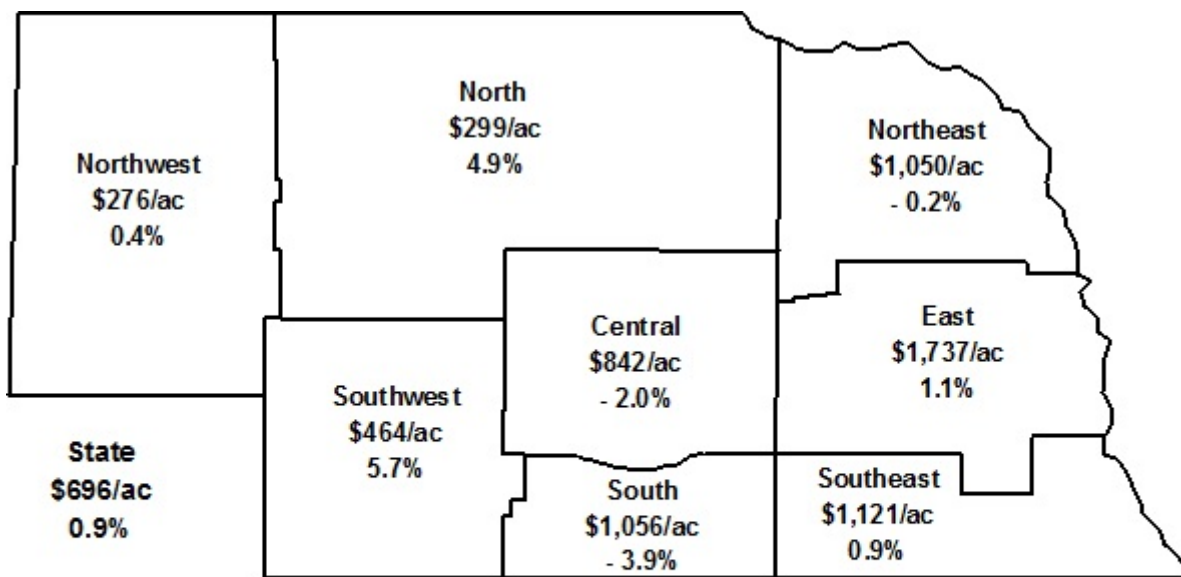 North
$299/ac
4.9%
Northwest
$276/ac
0.4%
Northeast
$1,050/ac
- 0.2%
Central
$842/ac
- 2.0%
East
$1,737/ac
1.1%
Southwest
$464/ac
5.7%
State
$696/ac
0.9%
South
$1,056/ac
- 3.9%
Southeast
$1,121/ac
0.9%